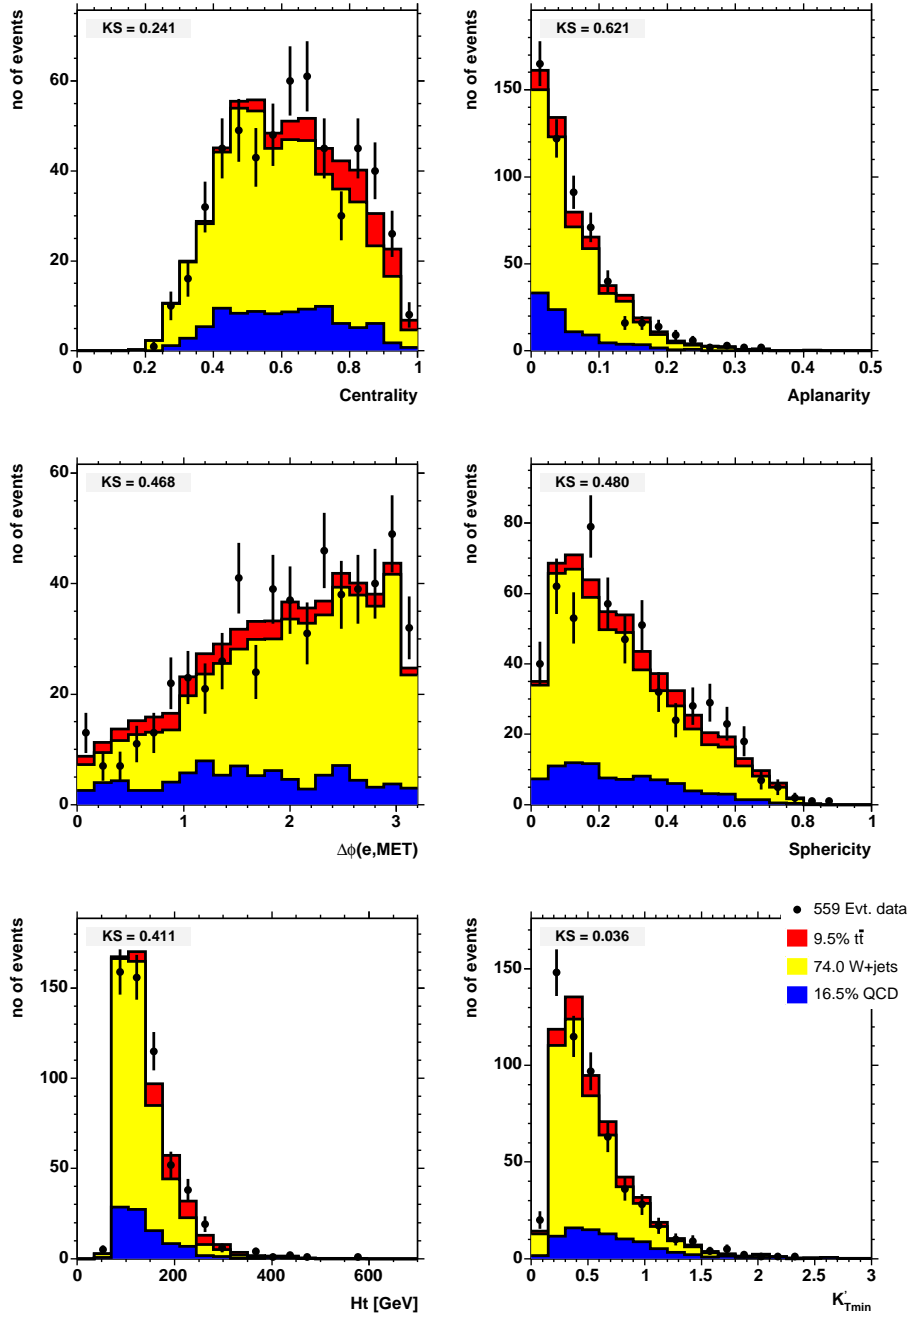 KS = 0.241
no of events
60
40
20
0
0 0.2 0.4 0.6 0.8 1
Centrality
KS = 0.621
no of events
150
100
50
0
0 0.1 0.2 0.3 0.4 0.5
Aplanarity
KS = 0.468
no of events
60
40
20
0
0 1 2 3
Δϕ(e,MET)
KS = 0.480
no of events
80
60
40
20
0
0 0.2 0.4 0.6 0.8 1
Sphericity
KS = 0.411
no of events
150
100
50
0
0 200 400 600
Ht [GeV]
KS = 0.036
no of events
150
100
50
0
0 0.5 1 1.5 2 2.5 3
K'Tmin
559 Evt. data
9.5% tt̄
74.0 W+jets
16.5% QCD